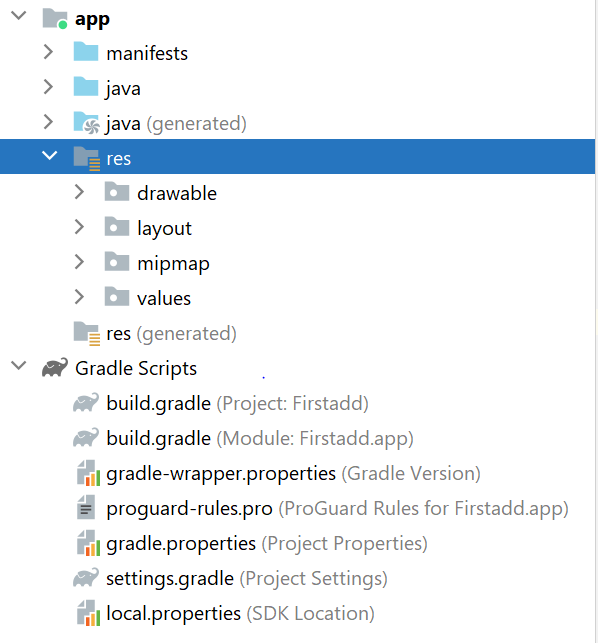 app
manifests
java
java (generated)
res
drawable
layout
mipmap
values
res (generated)
Gradle Scripts
build.gradle (Project: Firstadd)
build.gradle (Module: Firstadd.app)
gradle-wrapper.properties (Gradle Version)
proguard-rules.pro (ProGuard Rules for Firstadd.app)
gradle.properties (Project Properties)
settings.gradle (Project Settings)
local.properties (SDK Location)